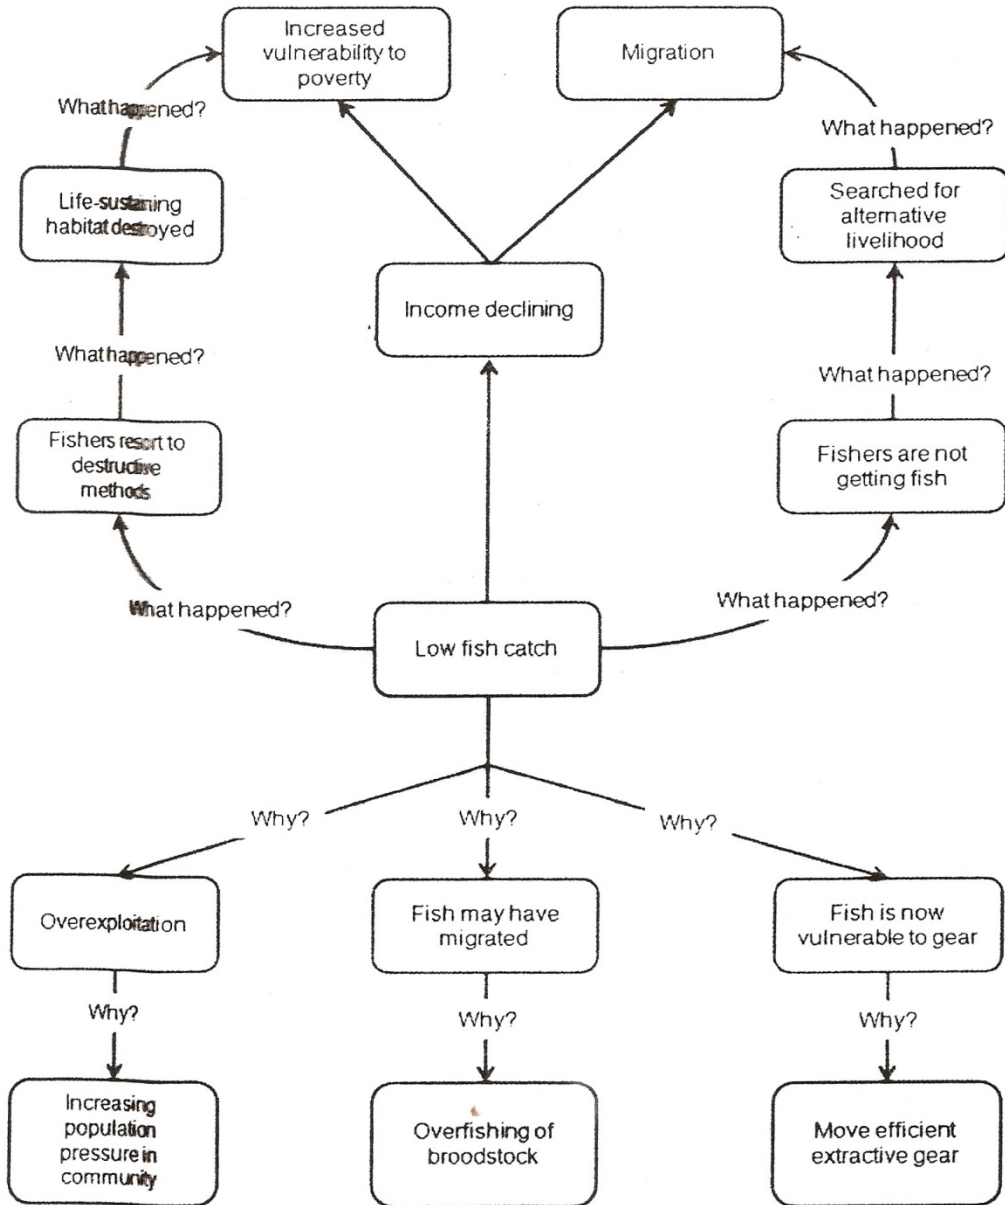 Increased
vulnerability to
poverty
Migration
What happened?
What happened?
Life-sustaining
habitat destroyed
Searched for
alternative
livelihood
Income declining
What happened?
What happened?
Fishers resort to
destructive
methods
Fishers are not
getting fish
What happened?
What happened?
Low fish catch
Why?
Why?
Why?
Overexploitation
Fish may have
migrated
Fish is now
vulnerable to gear
Why?
Why?
Why?
Increasing
population
pressure in
community
Overfishing of
broodstock
Move efficient
extractive gear